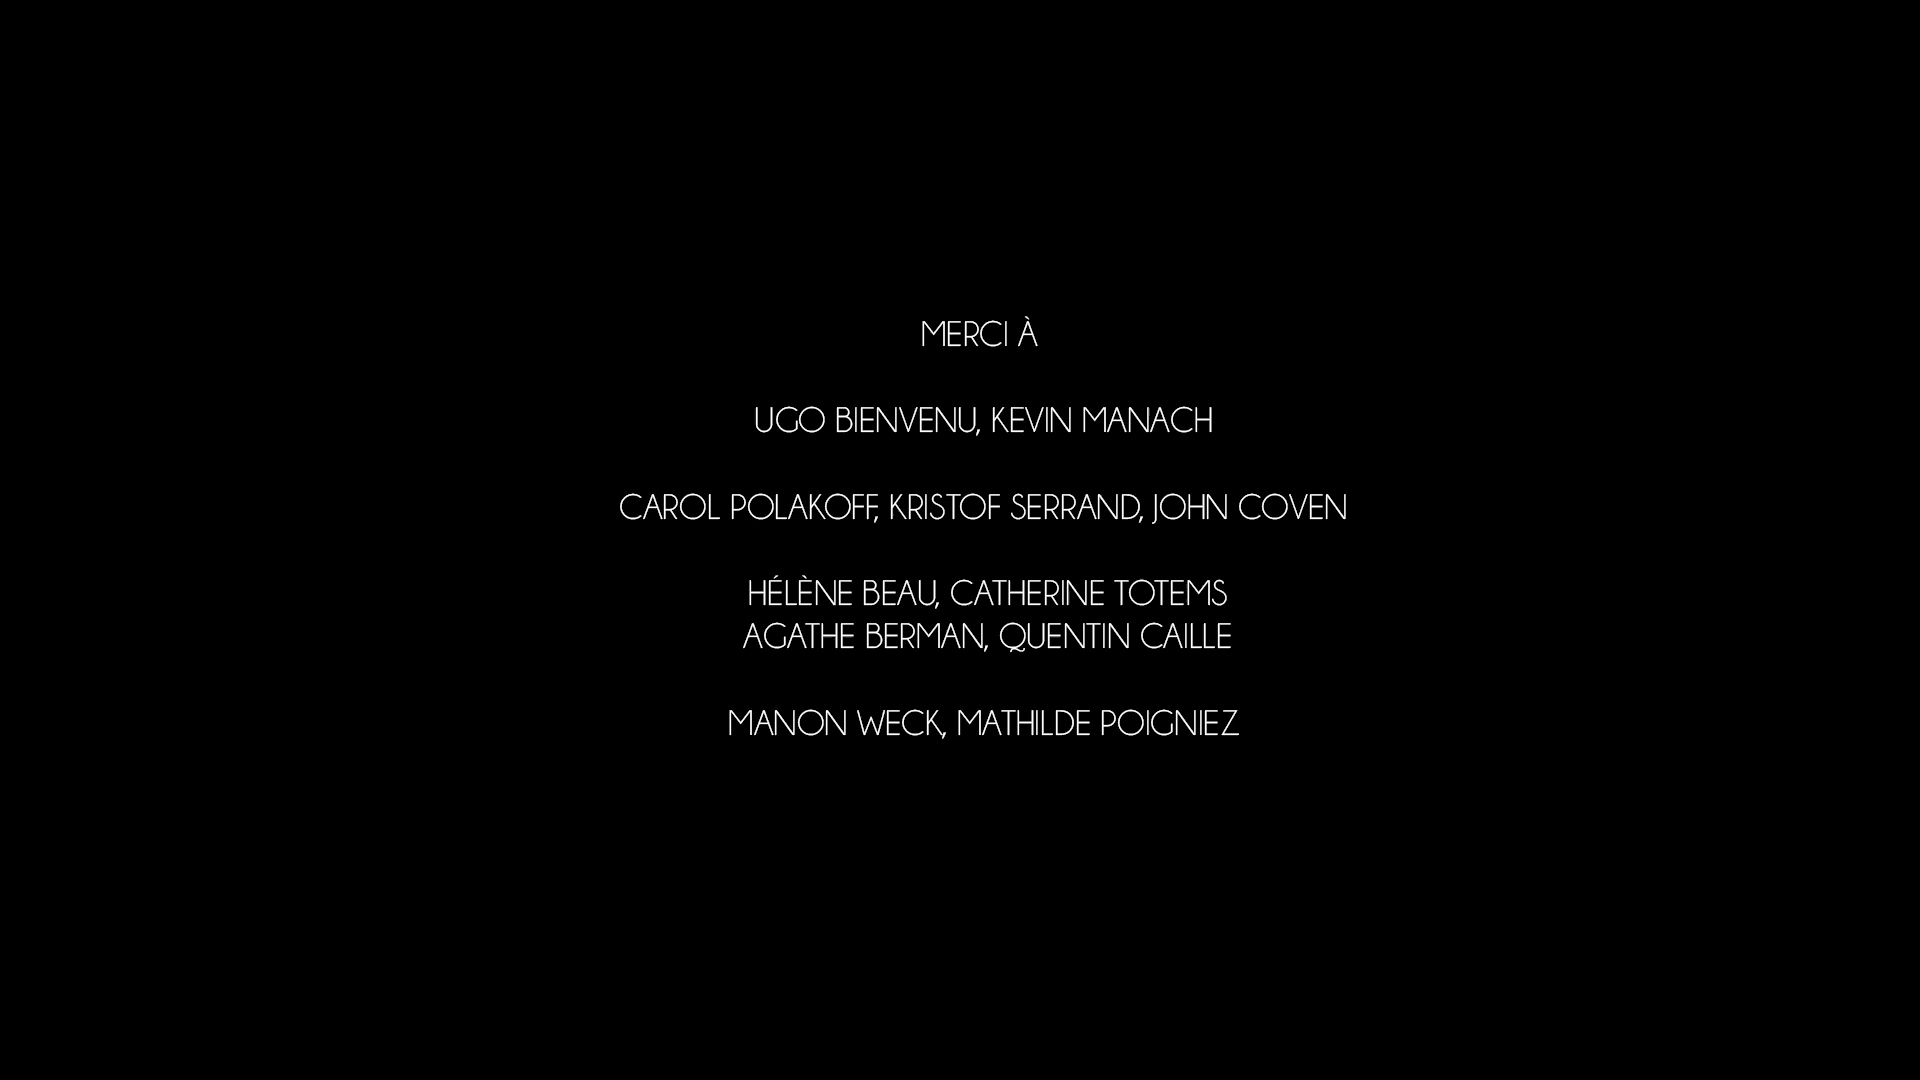 MERCI À
UGO BIENVENU, KEVIN MANACH
CAROL POLAKOFF, KRISTOF SERRAND, JOHN COVEN
HÉLÈNE BEAU, CATHERINE TOTEMS
AGATHE BERMAN, QUENTIN CAILLE
MANON WECK, MATHILDE POIGNIEZ